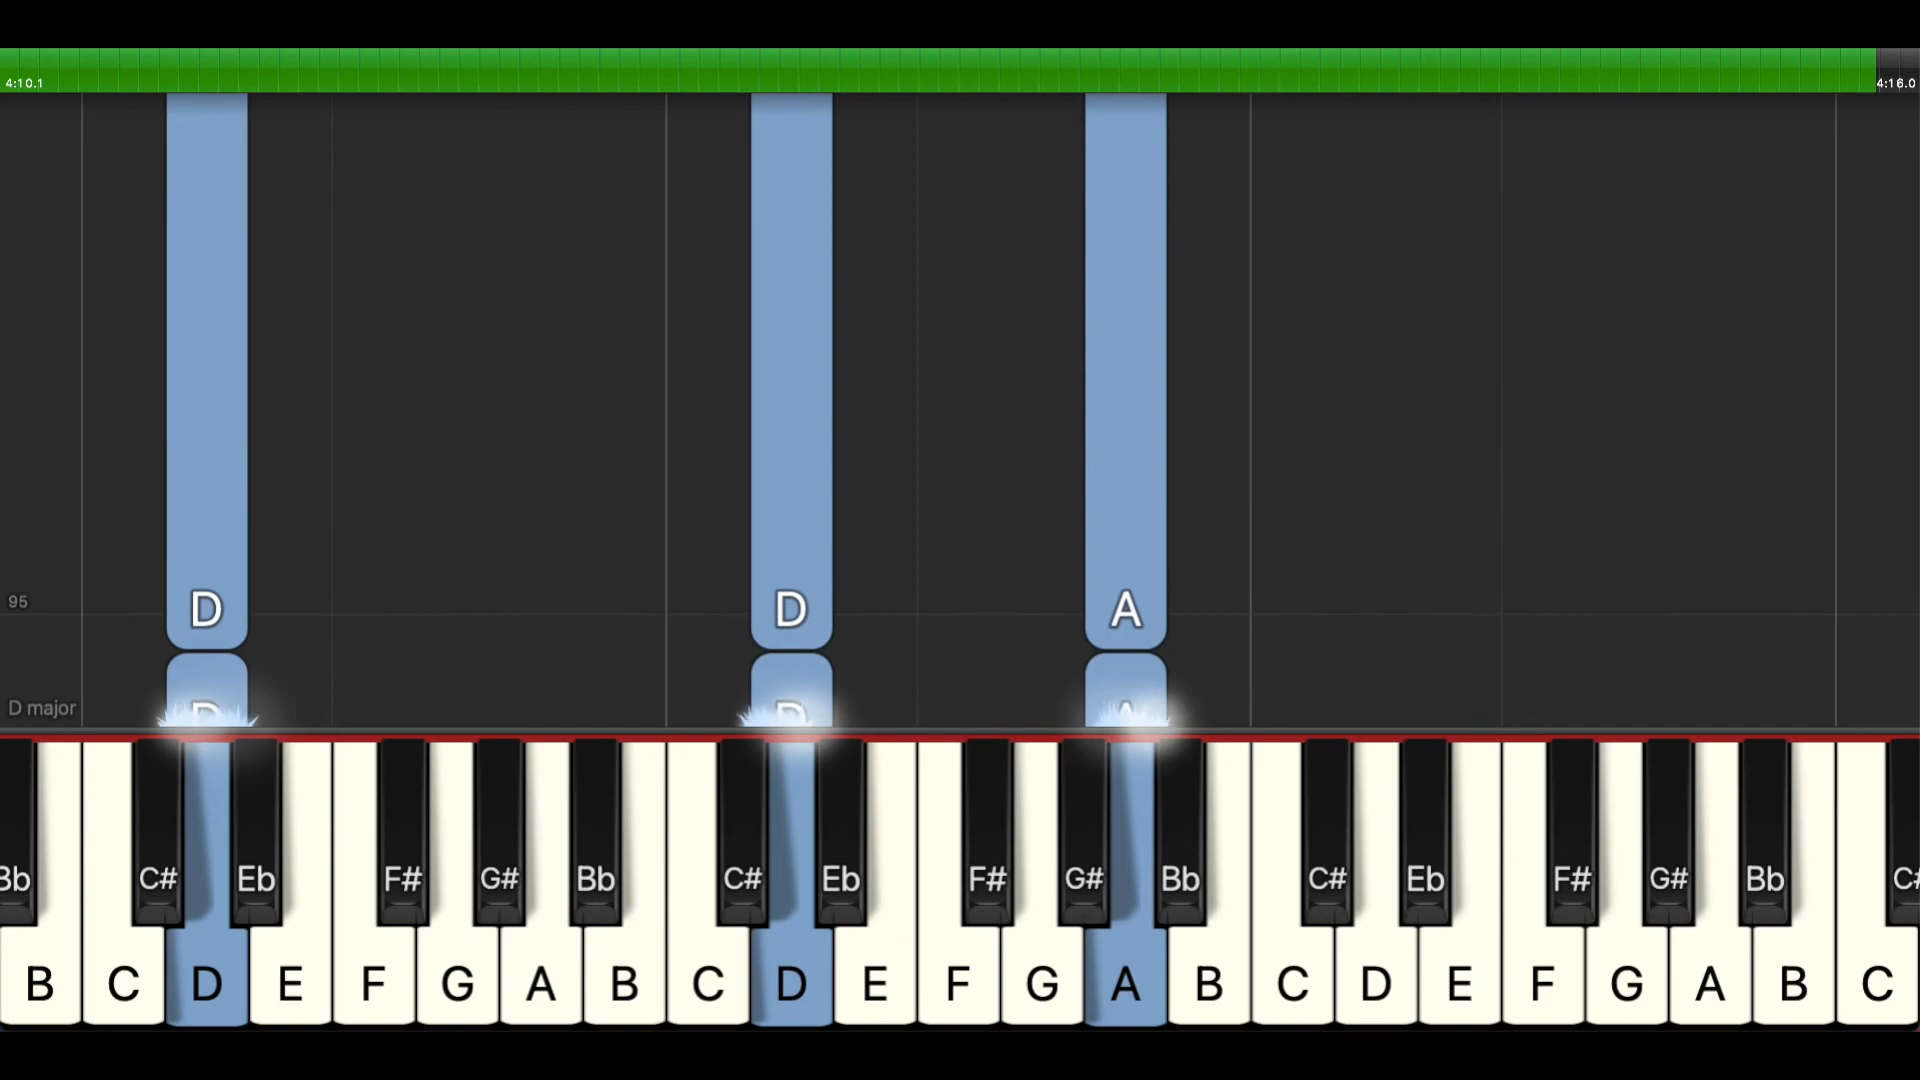 4:10.1 4:16.0
95 D D A
D major D D A
Bb C# Eb F# G# Bb C# Eb F# G# Bb C# Eb F# G# Bb C#
B C D E F G A B C D E F G A B C D E F G A B C